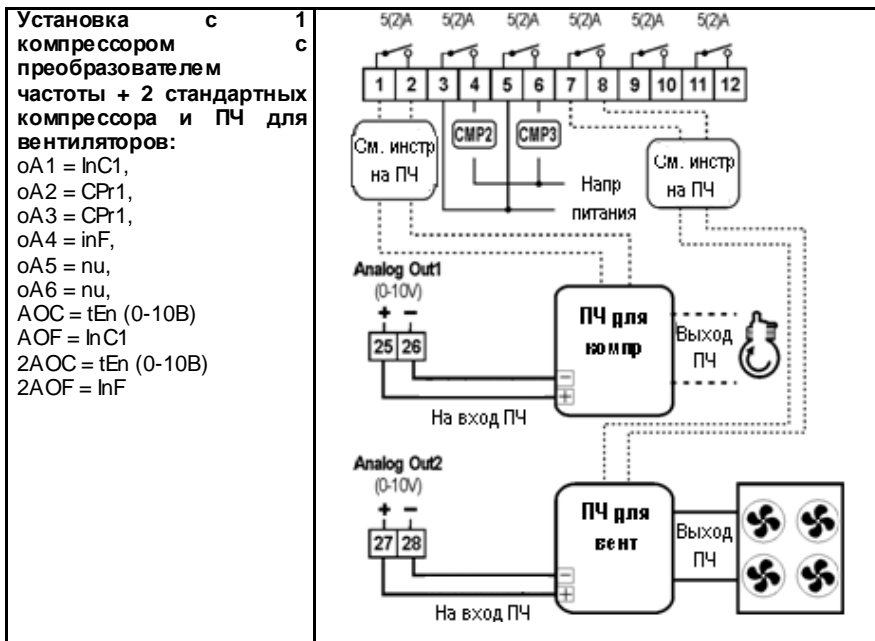 Установка с 1
компрессором с
преобразователем
частоты + 2 стандартных
компрессора и ПЧ для
вентиляторов:
oA1 = InC1,
oA2 = CPr1,
oA3 = CPr1,
oA4 = inF,
oA5 = nu,
oA6 = nu,
AOC = tEn (0-10В)
AOF = InC1
2AOC = tEn (0-10В)
2AOF = InF
5(2)A 5(2)A 5(2)A 5(2)A 5(2)A 5(2)A
1 2 3 4 5 6 7 8 9 10 11 12
См. инстр
на ПЧ
CMP2 CMP3
Напр
питания
См. инстр
на ПЧ
Analog Out1
(0-10V)
+ −
25 26
−
+
На вход ПЧ
ПЧ для
компр
Выход
ПЧ
Analog Out2
(0-10V)
+ −
27 28
−
+
На вход ПЧ
ПЧ для
вент
Выход
ПЧ